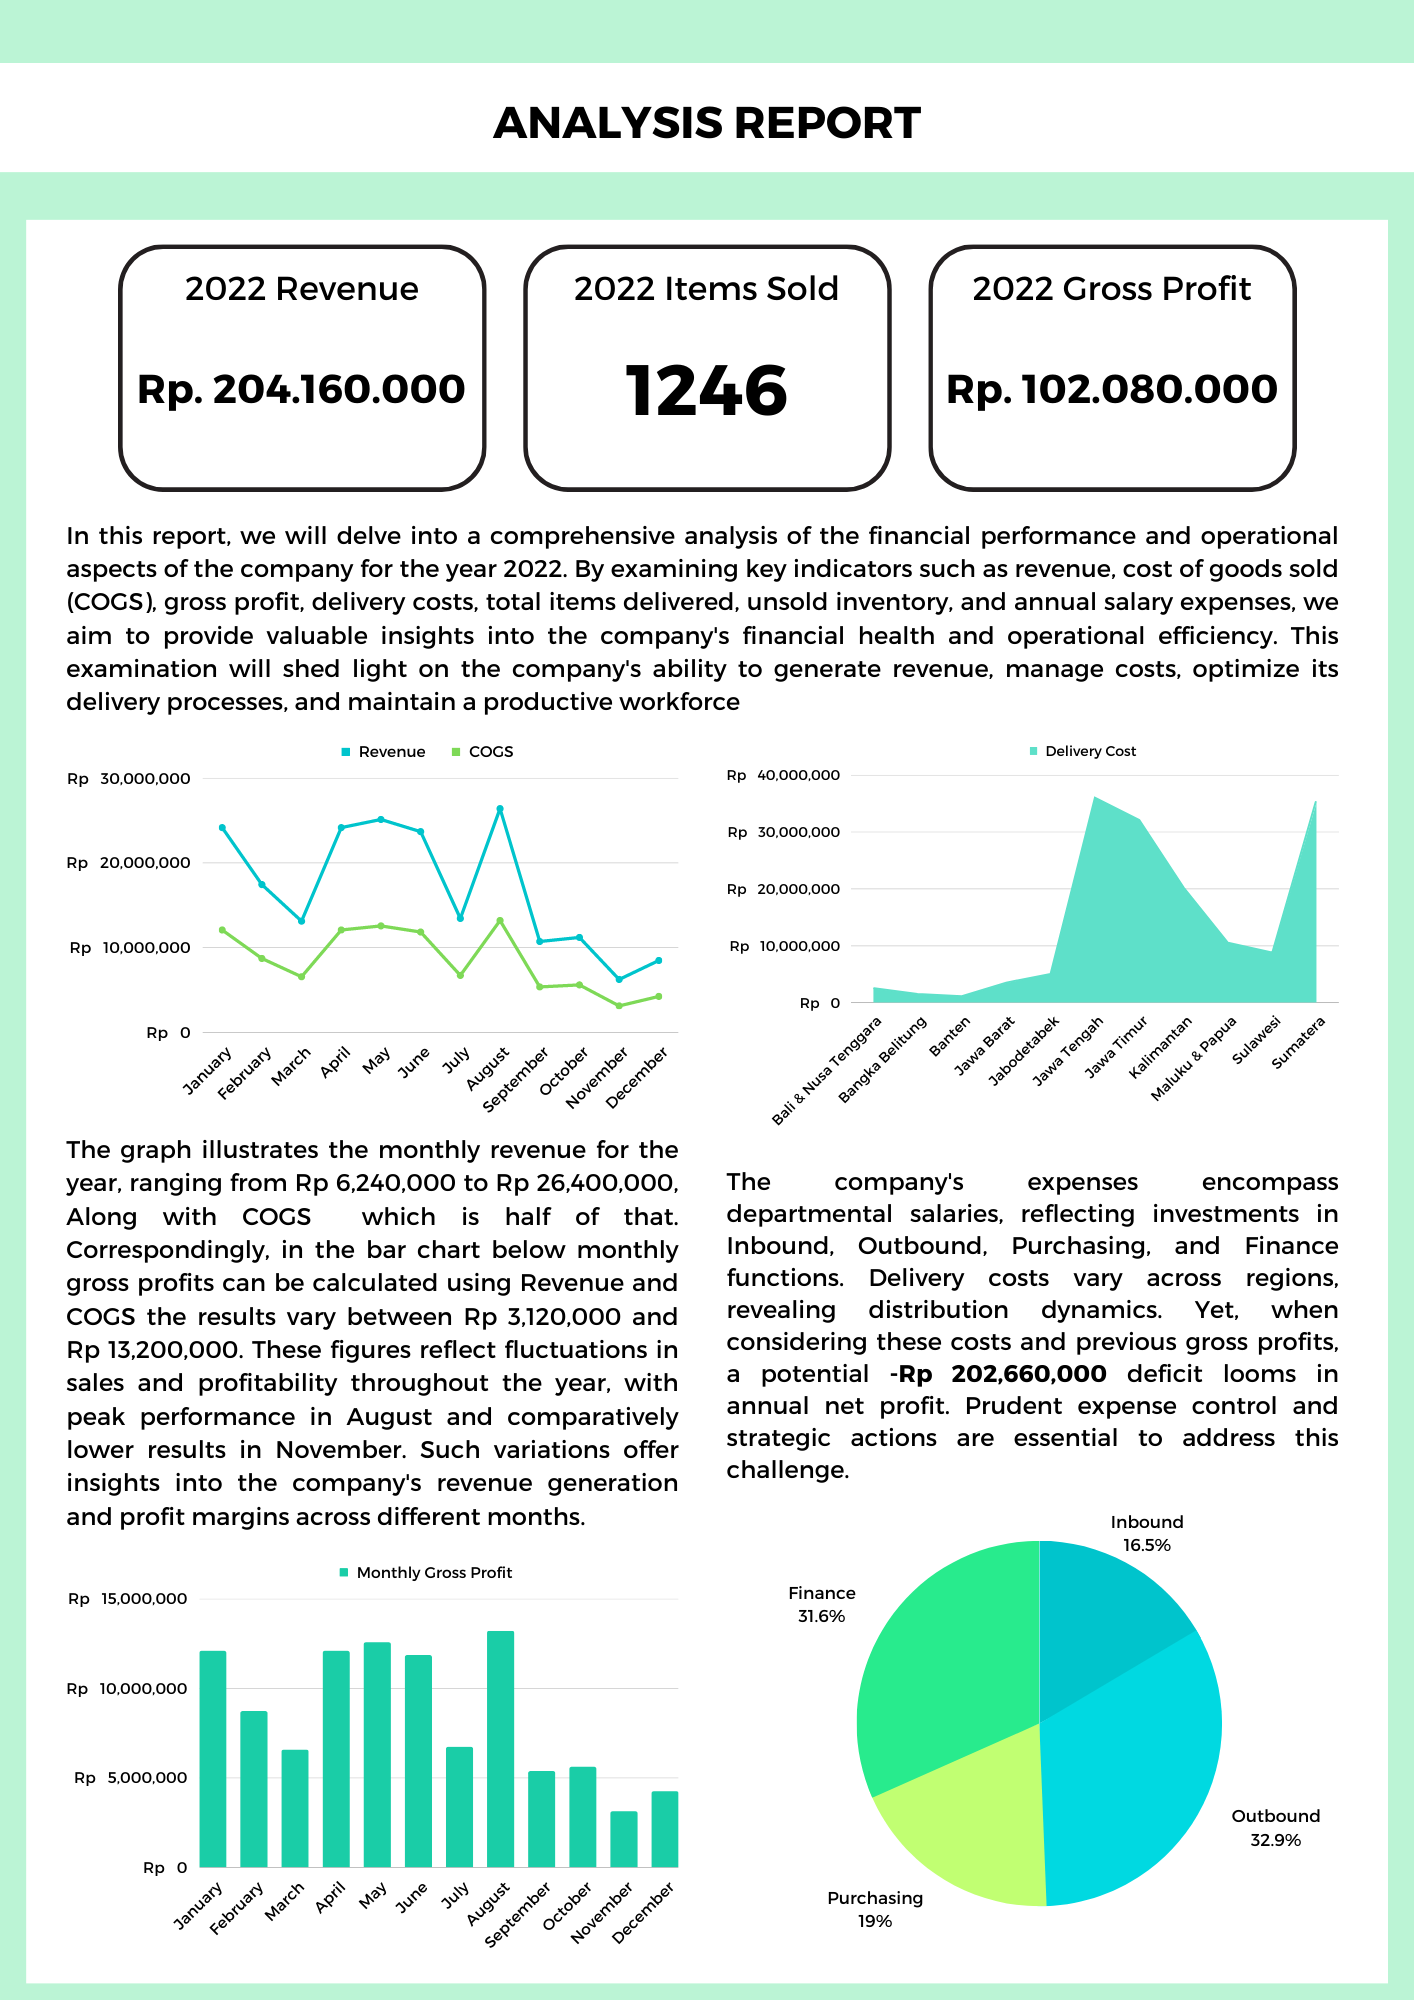 ANALYSIS REPORT
2022 Revenue
Rp. 204.160.000
2022 Items Sold
1246
2022 Gross Profit
Rp. 102.080.000
In this report, we will delve into a comprehensive analysis of the financial performance and operational
aspects of the company for the year 2022. By examining key indicators such as revenue, cost of goods sold
(COGS), gross profit, delivery costs, total items delivered, unsold inventory, and annual salary expenses, we
aim to provide valuable insights into the company's financial health and operational efficiency. This
examination will shed light on the company's ability to generate revenue, manage costs, optimize its
delivery processes, and maintain a productive workforce
Revenue COGS
Rp 30,000,000
Rp 20,000,000
Rp 10,000,000
Rp 0
January
February
March
April
May
June
July
August
September
October
November
December
The graph illustrates the monthly revenue for the
year, ranging from Rp 6,240,000 to Rp 26,400,000,
Along with COGS which is half of that.
Correspondingly, in the bar chart below monthly
gross profits can be calculated using Revenue and
COGS the results vary between Rp 3,120,000 and
Rp 13,200,000. These figures reflect fluctuations in
sales and profitability throughout the year, with
peak performance in August and comparatively
lower results in November. Such variations offer
insights into the company's revenue generation
and profit margins across different months.
Monthly Gross Profit
Rp 15,000,000
Rp 10,000,000
Rp 5,000,000
Rp 0
January
February
March
April
May
June
July
August
September
October
November
December
Delivery Cost
Rp 40,000,000
Rp 30,000,000
Rp 20,000,000
Rp 10,000,000
Rp 0
Bali & Nusa Tenggara
Bangka Belitung
Banten
Jawa Barat
Jabodetabek
Jawa Tengah
Jawa Timur
Kalimantan
Maluku & Papua
Sulawesi
Sumatera
The company's expenses encompass
departmental salaries, reflecting investments in
Inbound, Outbound, Purchasing, and Finance
functions. Delivery costs vary across regions,
revealing distribution dynamics. Yet, when
considering these costs and previous gross profits,
a potential -Rp 202,660,000 deficit looms in
annual net profit. Prudent expense control and
strategic actions are essential to address this
challenge.
Inbound
16.5%
Finance
31.6%
Outbound
32.9%
Purchasing
19%